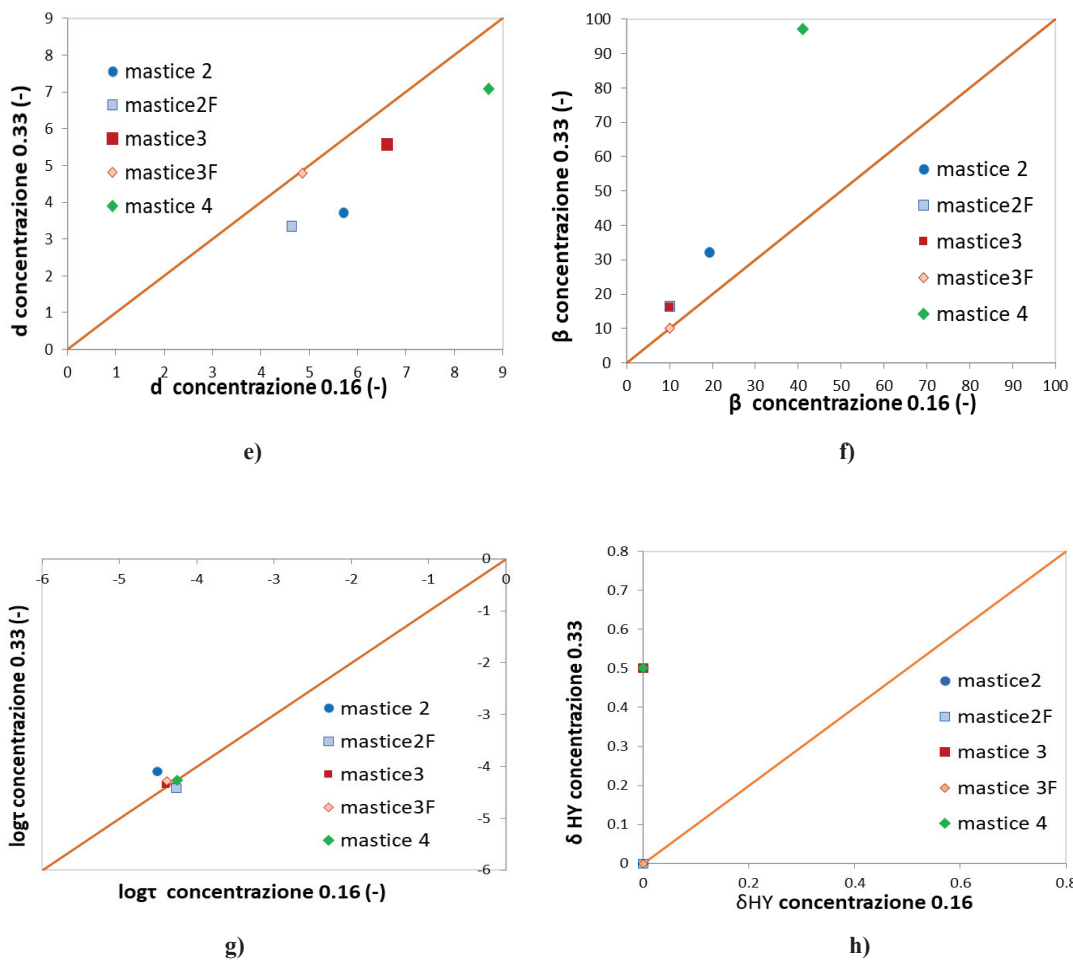 d concentrazione 0.33 (-)
9
8
7
6
5
4
3
2
1
0
mastice 2
mastice2F
mastice3
mastice3F
mastice 4
0 1 2 3 4 5 6 7 8 9
d concentrazione 0.16 (-)
e)
β concentrazione 0.33 (-)
100
90
80
70
60
50
40
30
20
10
0
mastice 2
mastice2F
mastice3
mastice3F
mastice 4
0 10 20 30 40 50 60 70 80 90 100
β concentrazione 0.16 (-)
f)
logτ concentrazione 0.33 (-)
-6 -5 -4 -3 -2 -1 0
0
-1
-2
-3
-4
-5
-6
mastice 2
mastice2F
mastice3
mastice3F
mastice 4
logτ concentrazione 0.16 (-)
g)
δ HY concentrazione 0.33
0.8
0.7
0.6
0.5
0.4
0.3
0.2
0.1
0
mastice2
mastice2F
mastice 3
mastice 3F
mastice 4
0 0.2 0.4 0.6 0.8
δHY concentrazione 0.16
h)